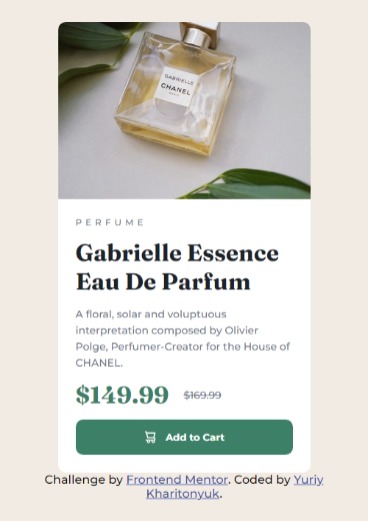 GABRIELLE
CHANEL
PARIS
PERFUME
Gabrielle Essence
Eau De Parfum
A floral, solar and voluptuous
interpretation composed by Olivier
Polge, Perfumer-Creator for the House of
CHANEL.
$149.99 $169.99
Add to Cart
Challenge by Frontend Mentor. Coded by Yuriy
Kharitonyuk.